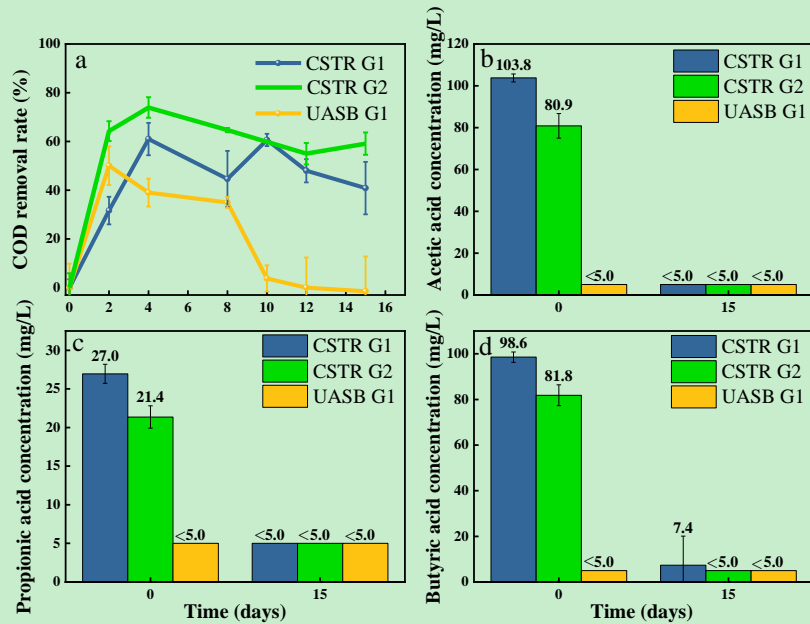 a
CSTR G1
CSTR G2
UASB G1
COD removal rate (%)
100
80
60
40
20
0
0 2 4 6 8 10 12 14 16
b
CSTR G1
CSTR G2
UASB G1
Acetic acid concentration (mg/L)
120
100
80
60
40
20
0
103.8
80.9
<5.0
<5.0 <5.0 <5.0
0 15
c
CSTR G1
CSTR G2
UASB G1
Propionic acid concentration (mg/L)
30
25
20
15
10
5
0
27.0
21.4
<5.0
<5.0 <5.0 <5.0
0 15
Time (days)
d
CSTR G1
CSTR G2
UASB G1
Butyric acid concentration (mg/L)
100
80
60
40
20
0
98.6
81.8
<5.0
7.4
<5.0 <5.0
0 15
Time (days)